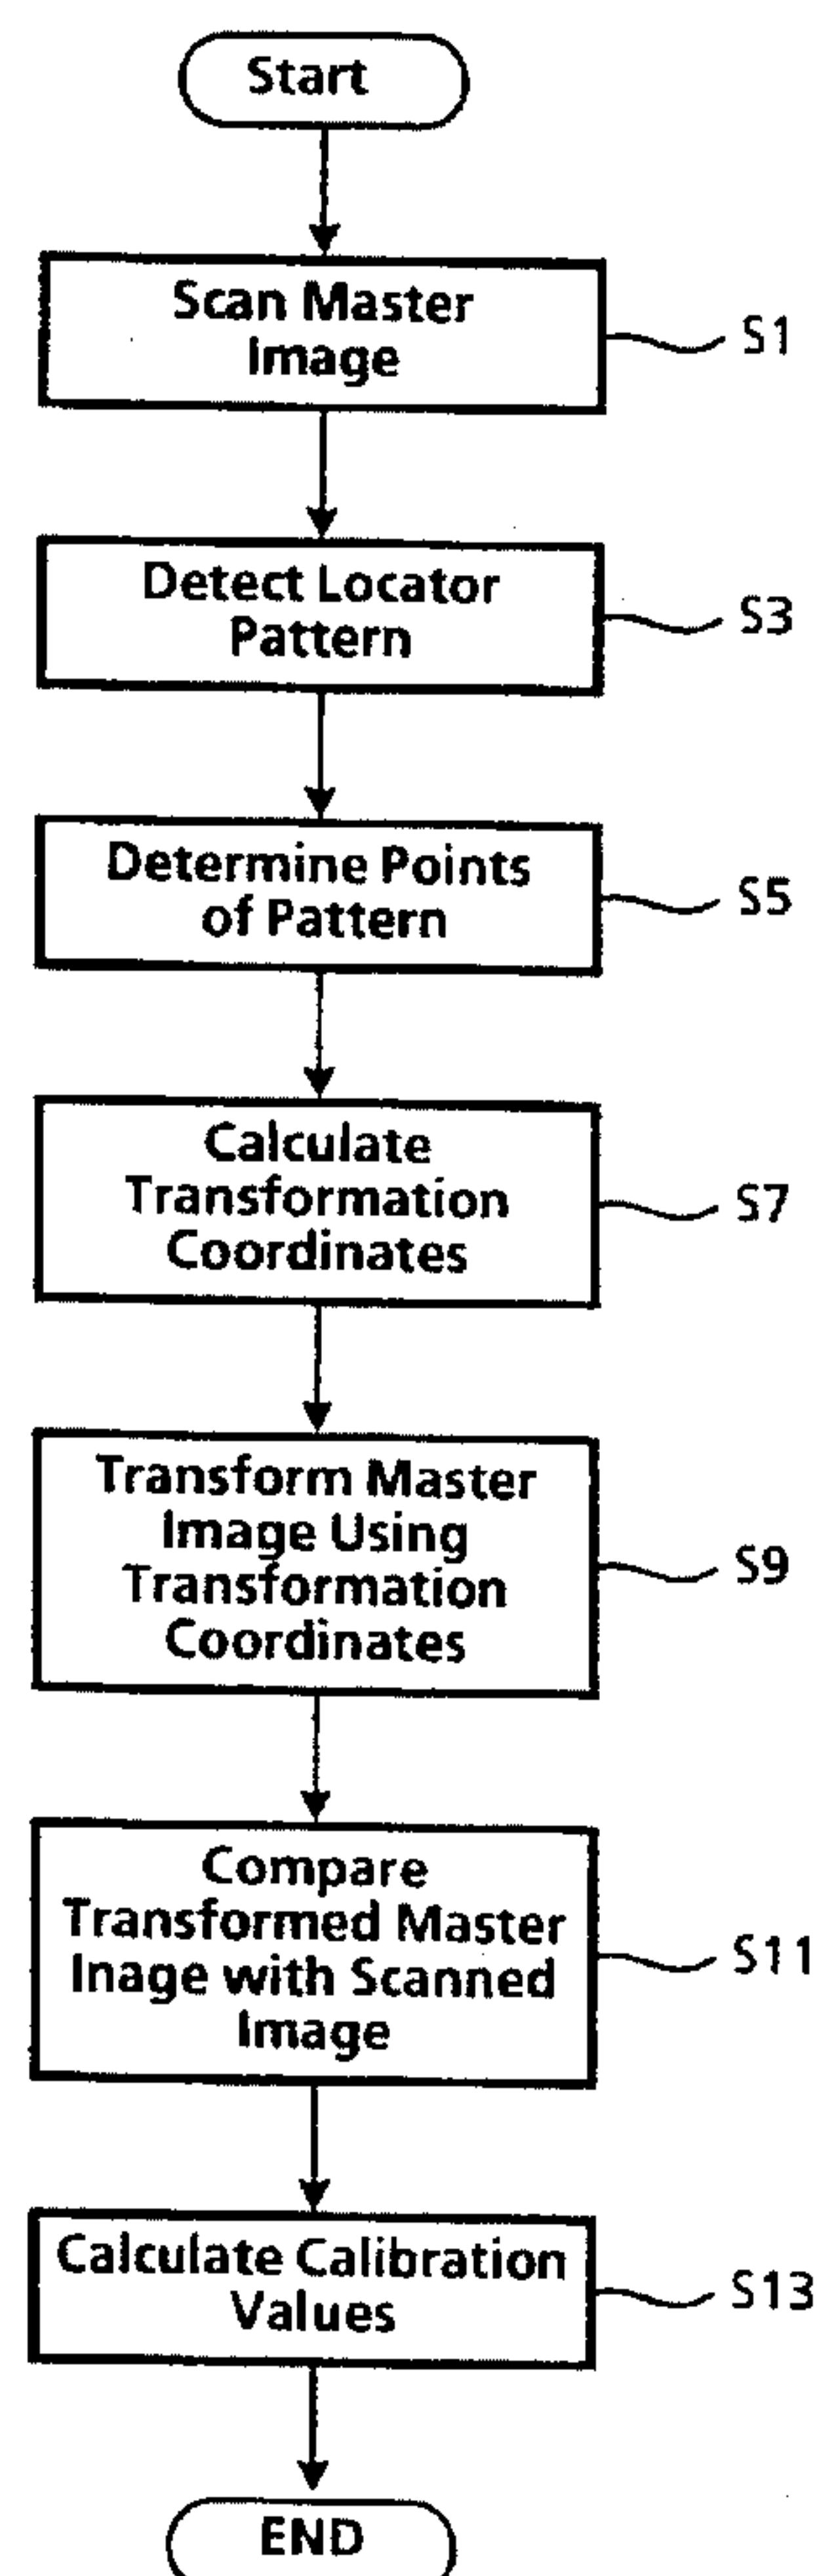 Start
Scan Master
Image
S1
Detect Locator
Pattern
S3
Determine Points
of Pattern
S5
Calculate
Transformation
Coordinates
S7
Transform Master
Image Using
Transformation
Coordinates
S9
Compare
Transformed Master
Inage with Scanned
Image
S11
Calculate Calibration
Values
S13
END